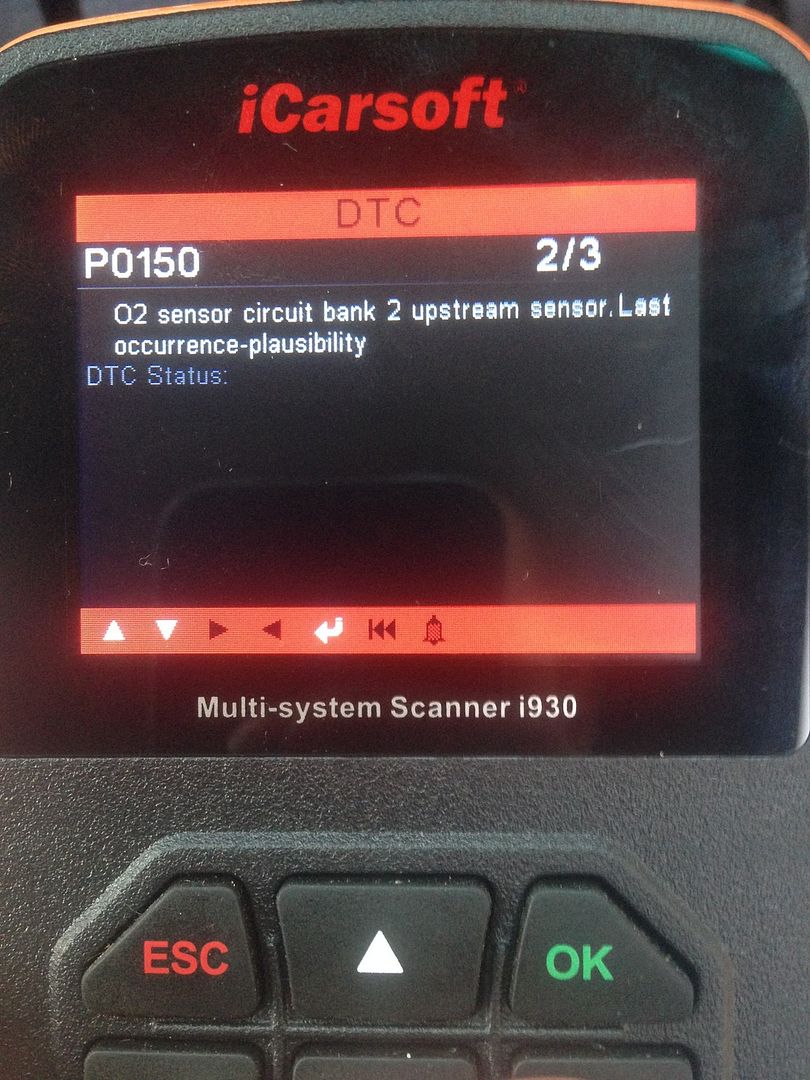 iCarsoft®
DTC
P0150 2/3
O2 sensor circuit bank 2 upstream sensor.Last
occurrence-plausibility
DTC Status:
Multi-system Scanner i930
ESC OK